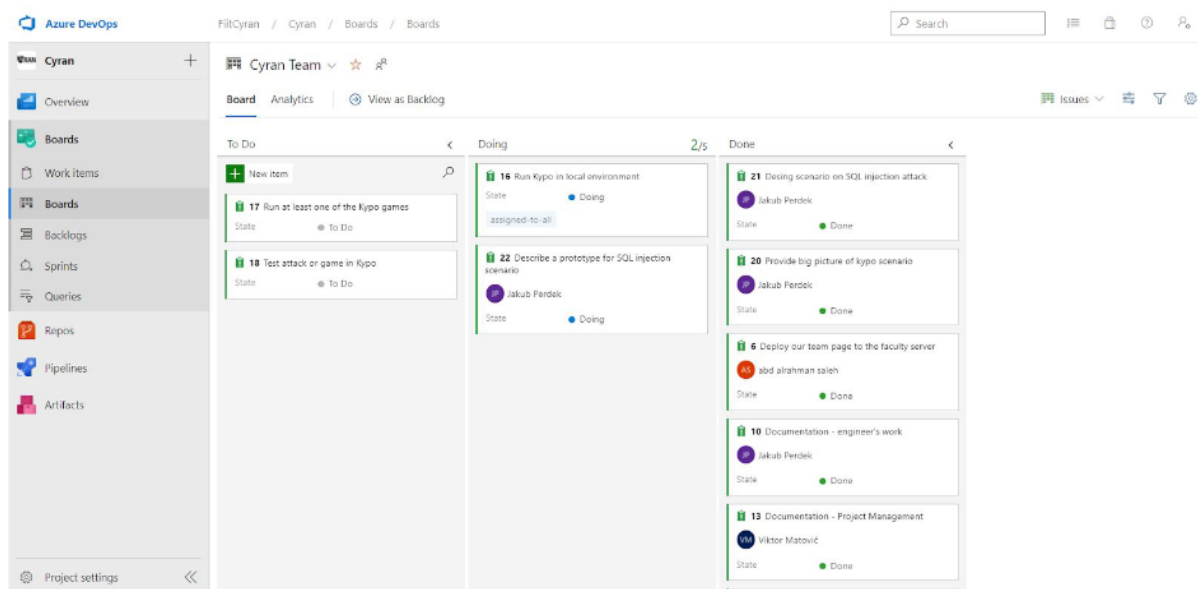 Azure DevOps
FiitCyran / Cyran / Boards / Boards
Search
Cyran
Cyran Team
Overview
Board Analytics View as Backlog
Issues
Boards
Work items
Boards
Backlogs
Sprints
Queries
Repos
Pipelines
Artifacts
Project settings
To Do
New item
17 Run at least one of the Kypo games
State To Do
18 Test attack or game in Kypo
State To Do
Doing 2/5
16 Run Kypo in local environment
State Doing
assigned-to-all
22 Describe a prototype for SQL injection
scenario
JP Jakub Perdek
State Doing
Done
21 Desing scenario on SQL injection attack
JP Jakub Perdek
State Done
20 Provide big picture of kypo scenario
JP Jakub Perdek
State Done
6 Deploy our team page to the faculty server
AS abd alrahman saleh
State Done
10 Documentation - engineer's work
JP Jakub Perdek
State Done
13 Documentation - Project Management
VM Viktor Matovič
State Done